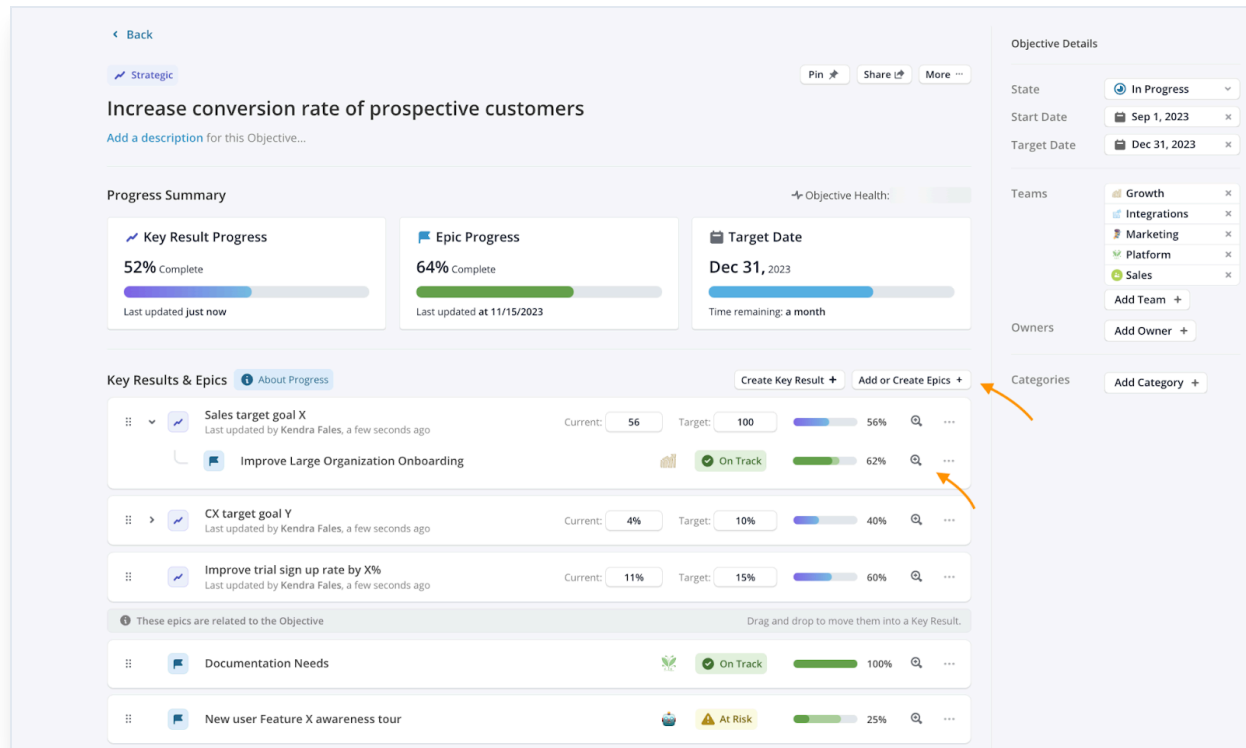 Back
Strategic
Pin
Share
More ...
Increase conversion rate of prospective customers
Add a description for this Objective...
Progress Summary
Objective Health:
Key Result Progress
52% Complete
Last updated just now
Epic Progress
64% Complete
Last updated at 11/15/2023
Target Date
Dec 31, 2023
Time remaining: a month
Key Results & Epics
About Progress
Create Key Result +
Add or Create Epics +
Sales target goal X
Last updated by Kendra Fales, a few seconds ago
Current: 56 Target: 100 56%
Improve Large Organization Onboarding
On Track 62%
CX target goal Y
Last updated by Kendra Fales, a few seconds ago
Current: 4% Target: 10% 40%
Improve trial sign up rate by X%
Last updated by Kendra Fales, a few seconds ago
Current: 11% Target: 15% 60%
These epics are related to the Objective
Drag and drop to move them into a Key Result.
Documentation Needs
On Track 100%
New user Feature X awareness tour
At Risk 25%
Objective Details
State In Progress
Start Date Sep 1, 2023
Target Date Dec 31, 2023
Teams Growth
Integrations
Marketing
Platform
Sales
Add Team +
Owners Add Owner +
Categories Add Category +